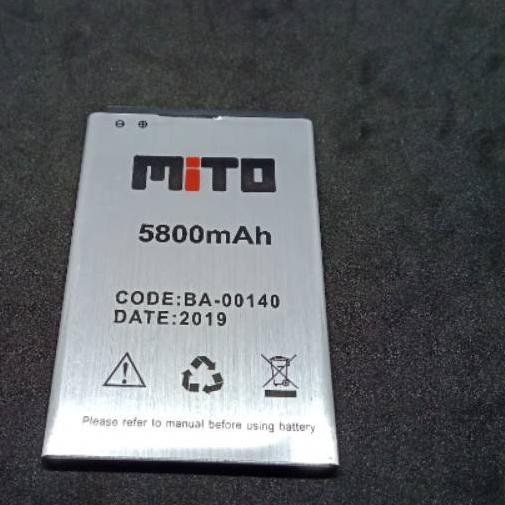 MiTO
5800mAh
CODE:BA-00140
DATE:2019
Please refer to manual before using battery